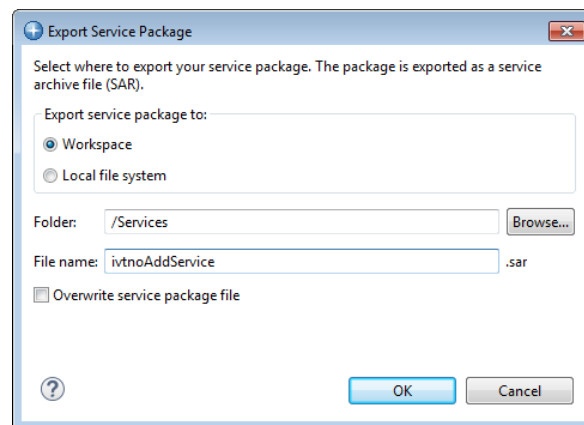 Export Service Package
Select where to export your service package. The package is exported as a service
archive file (SAR).
Export service package to:
Workspace
Local file system
Folder: /Services Browse...
File name: ivtnoAddService .sar
Overwrite service package file
? OK Cancel